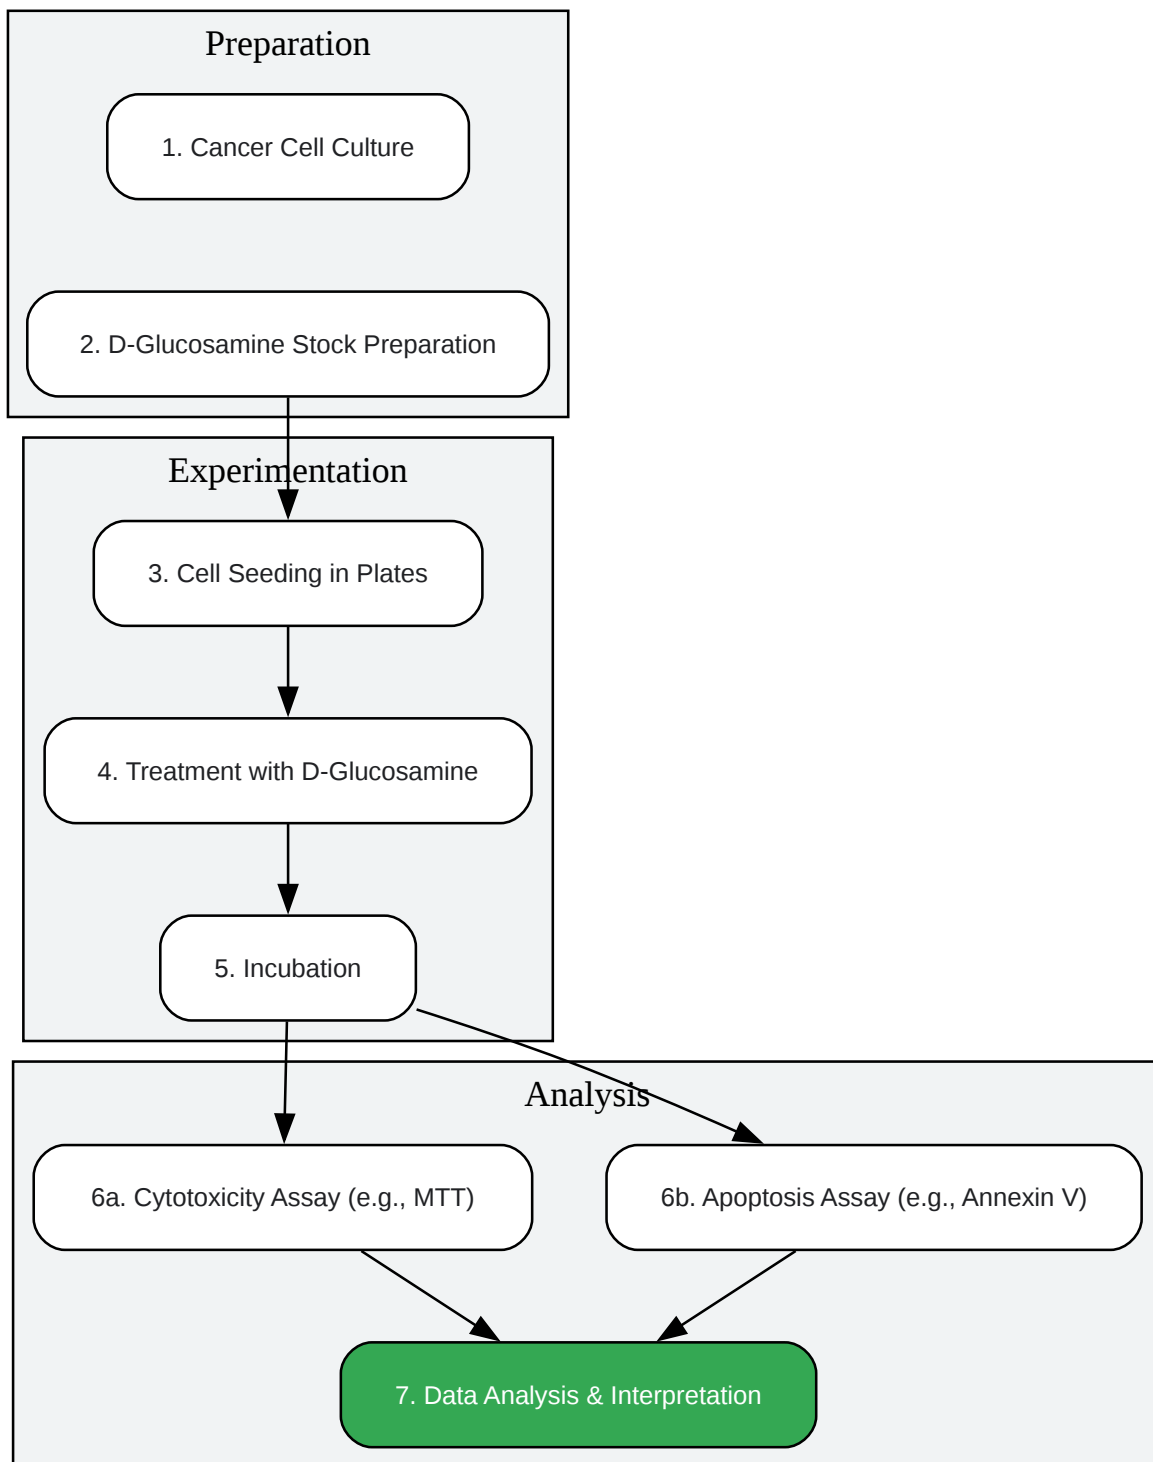 Preparation
1. Cancer Cell Culture
2. D-Glucosamine Stock Preparation
Experimentation
3. Cell Seeding in Plates
4. Treatment with D-Glucosamine
5. Incubation
Analysis
6a. Cytotoxicity Assay (e.g., MTT)
6b. Apoptosis Assay (e.g., Annexin V)
7. Data Analysis & Interpretation